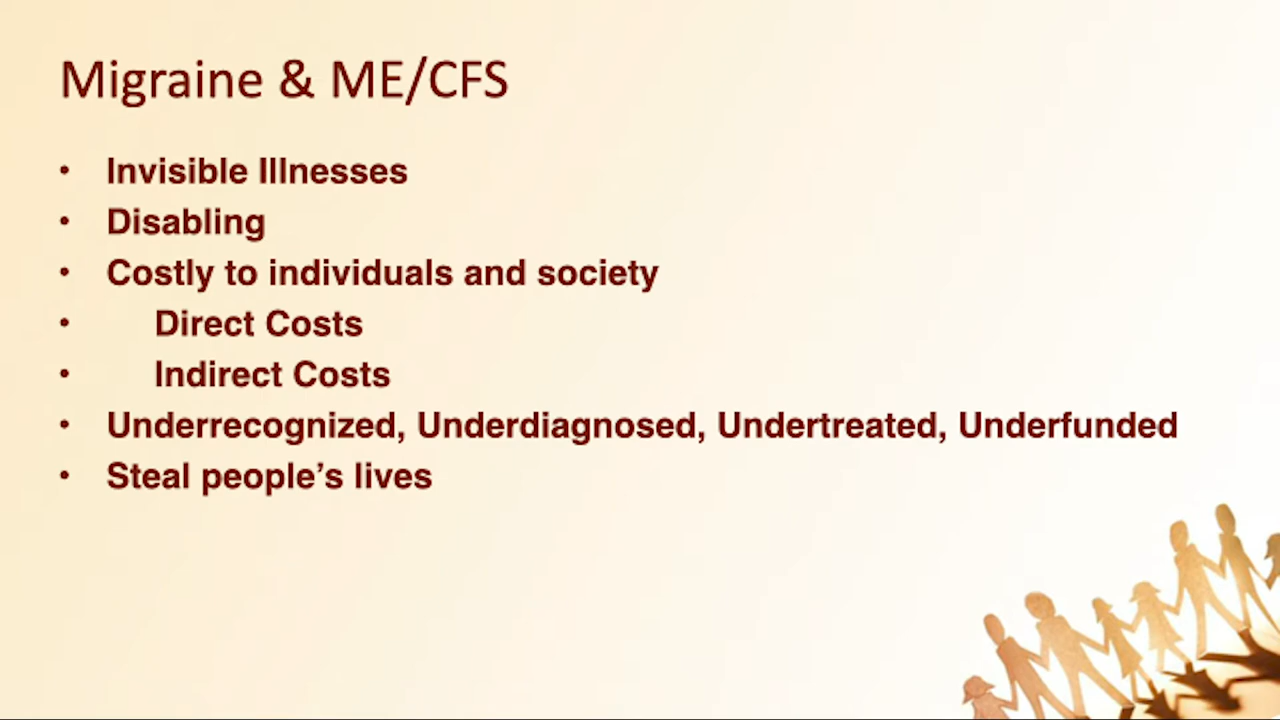 Migraine & ME/CFS
• Invisible Illnesses
• Disabling
• Costly to individuals and society
• Direct Costs
• Indirect Costs
• Underrecognized, Underdiagnosed, Undertreated, Underfunded
• Steal people’s lives